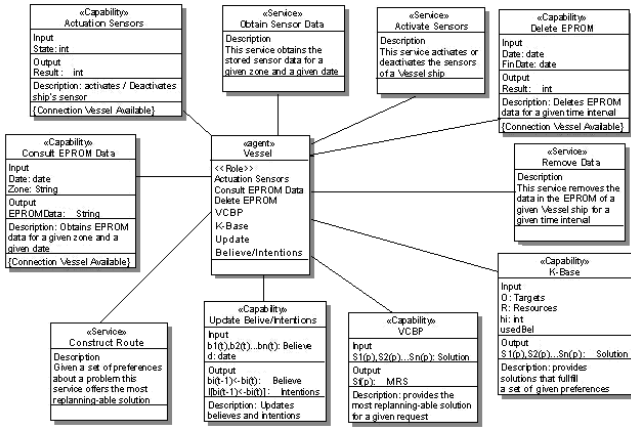 «Capability»
Actuation Sensors
Input
State: int
Output
Result: int
Description: activates / Deactivates
ship's sensor
{Connection Vessel Available}
«Service»
Obtain Sensor Data
Description
This service obtains the
stored sensor data for a
given zone and a given date
«Service»
Activate Sensors
Description
This service activates or
deactivates the sensors
of a Vessel ship
«Capability»
Delete EPROM
Input
Date: date
FinDate: date
Output
Result: int
Description: Deletes EPROM
data for a given time interval
{Connection Vessel Available}
«Capability»
Consult EPROM Data
Input
Date: date
Zone: String
Output
EPROMData: String
Description: Obtains EPROM
data for a given zone and a
given date
{Connection Vessel Available}
«agent»
Vessel
<<Role>>
Actuation Sensors
Consult EPROM Data
Delete EPROM
VCBP
K-Base
Update
Believe/Intentions
«Service»
Remove Data
Description
This service removes the
data in the EPROM of a
given Vessel ship for a
given time interval
«Capability»
K-Base
Input
O: Targets
R: Resources
hi: int
usedBel
Output
S1(p),S2(p)...Sn(p): Solution
Description: provides
solutions that fullfill
a set of given preferences
«Service»
Construct Route
Description
Given a set of preferences
about a problem this
service offers the most
replanning-able solution
«Capability»
Update Belive/Intentions
Input
b1(t),b2(t)...bn(t): Believe
d: date
Output
bi(t-1)<-bi(t): Believe
I[bi(t-1)<-bi(t)]: Intentions
Description: Updates
believes and intentions
«Capability»
VCBP
Input
S1(p),S2(p)...Sn(p): Solution
Output
Sf(p): MRS
Description: provides the
most replanning-able solution
for a given request